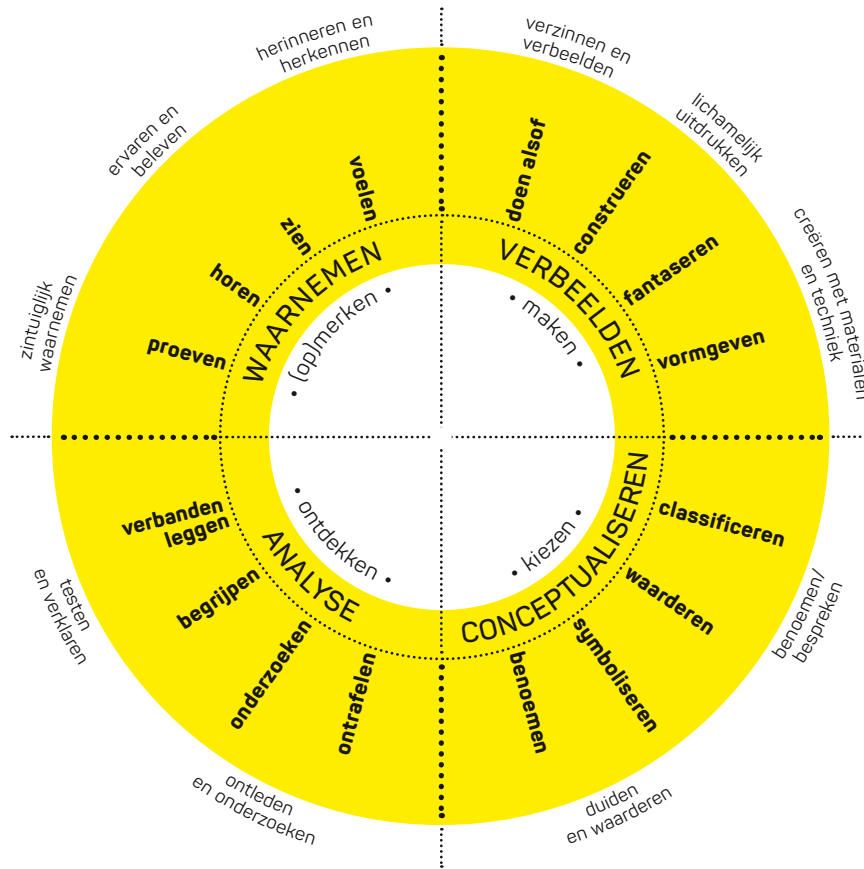 herinneren en
herkennen
ervaren en
beleven
zintuiglijk
waarnemen
voelen
zien
horen
proeven
WAARNEMEN
• (op)merken •
verzinnen en
verbeelden
lichamelijk
uitdrukken
creëren met materialen
en techniek
doen alsof
construeren
fantaseren
vormgeven
VERBEELDEN
• maken •
classificeren
waarderen
symboliseren
benoemen
CONCEPTUALISEREN
• kiezen •
benoemen/
bespreken
duiden
en waarderen
verbanden
leggen
begrijpen
onderzoeken
ontrafelen
ANALYSE
• ontdekken •
testen
en verklaren
ontleden
en onderzoeken